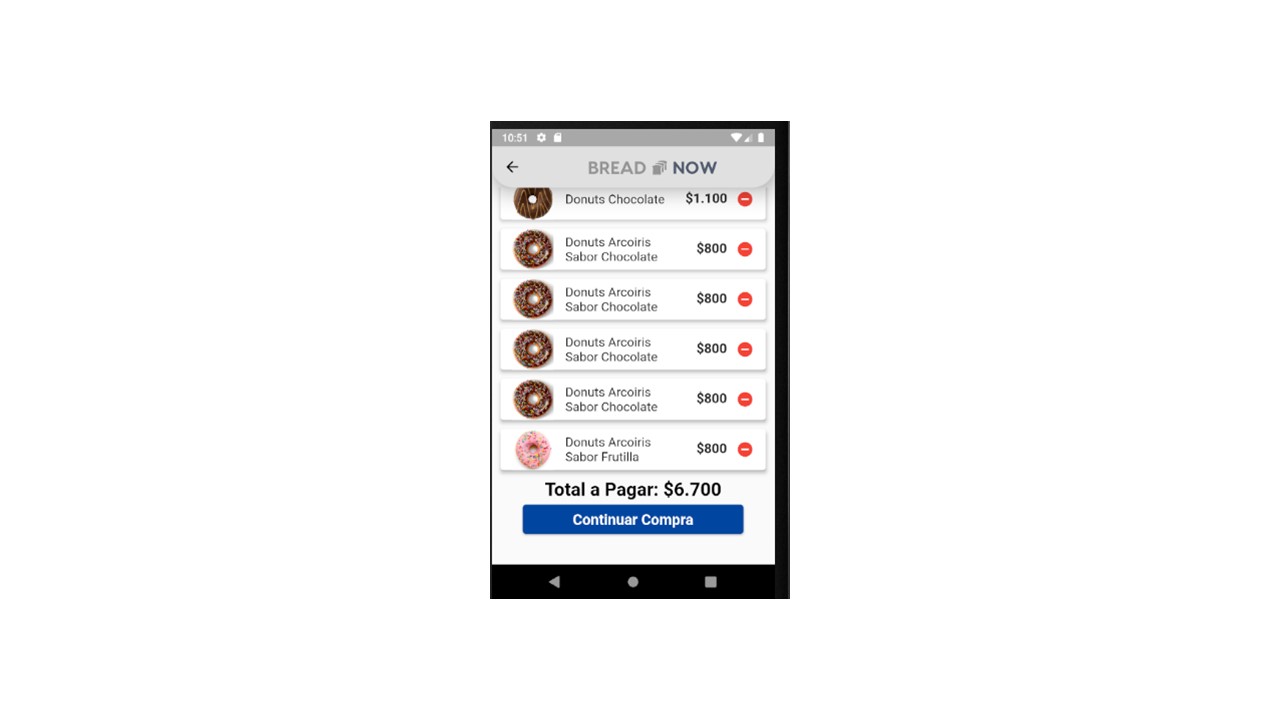 10:51
BREAD NOW
Donuts Chocolate $1.100
Donuts Arcoiris
Sabor Chocolate
$800
Donuts Arcoiris
Sabor Chocolate
$800
Donuts Arcoiris
Sabor Chocolate
$800
Donuts Arcoiris
Sabor Chocolate
$800
Donuts Arcoiris
Sabor Frutilla
$800
Total a Pagar: $6.700
Continuar Compra